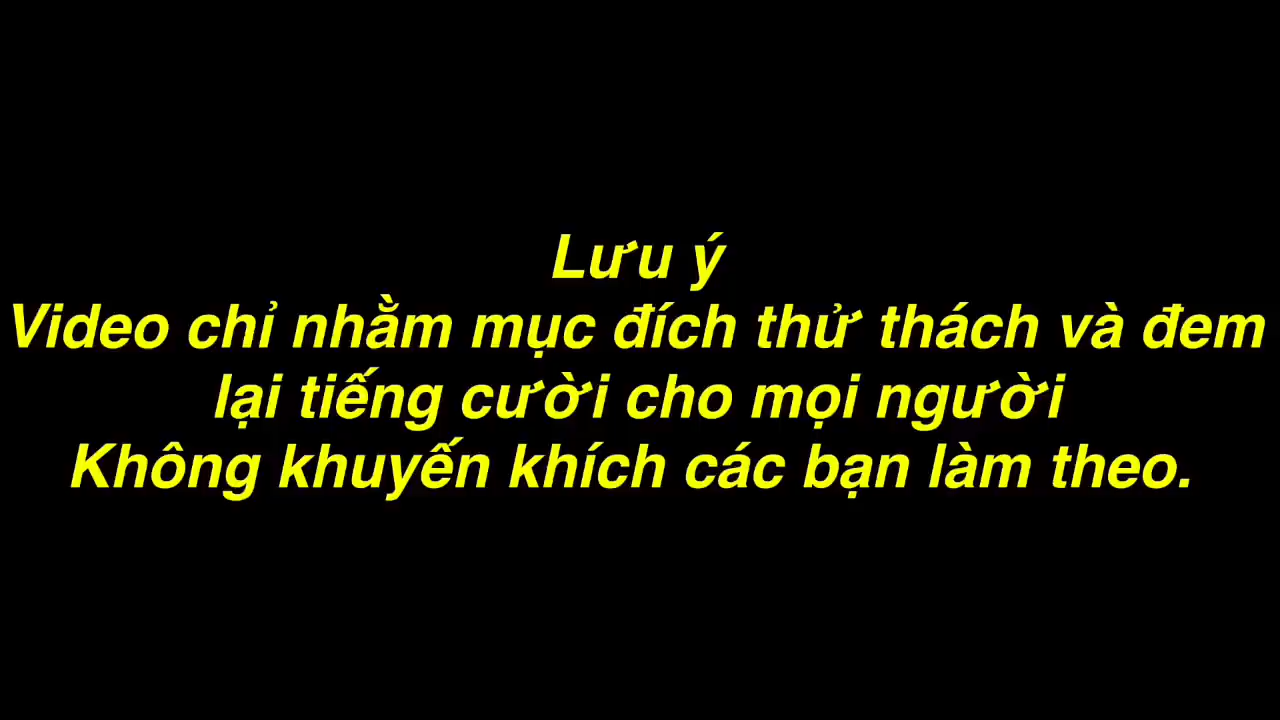 Lưu ý
Video chỉ nhằm mục đích thử thách và đem
lại tiếng cười cho mọi người
Không khuyến khích các bạn làm theo.